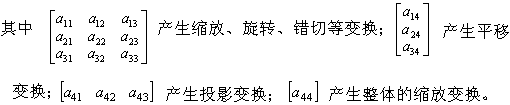 其中 [a11 a12 a13; a21 a22 a23; a31 a32 a33] 产生缩放、旋转、错切等变换；[a14; a24; a34] 产生平移
变换；[a41 a42 a43] 产生投影变换；[a44] 产生整体的缩放变换。